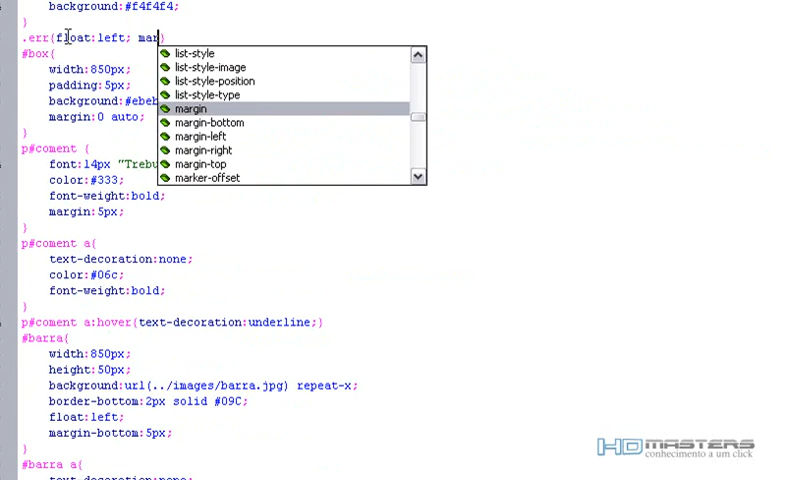 background:#f4f4f4;
}
.err{float:left; mar}
#box{
width:850px;
padding:5px;
background:#ebeb
margin:0 auto;
}
p#coment {
font:14px "Trebu
color:#333;
font-weight:bold;
margin:5px;
}
p#coment a{
text-decoration:none;
color:#06c;
font-weight:bold;
}
p#coment a:hover{text-decoration:underline;}
#barra{
width:850px;
height:50px;
background:url(../images/barra.jpg) repeat-x;
border-bottom:2px solid #09C;
float:left;
margin-bottom:5px;
}
#barra a{
text-decoration:none;
list-style
list-style-image
list-style-position
list-style-type
margin
margin-bottom
margin-left
margin-right
margin-top
marker-offset
HDMASTERS
conhecimento a um click